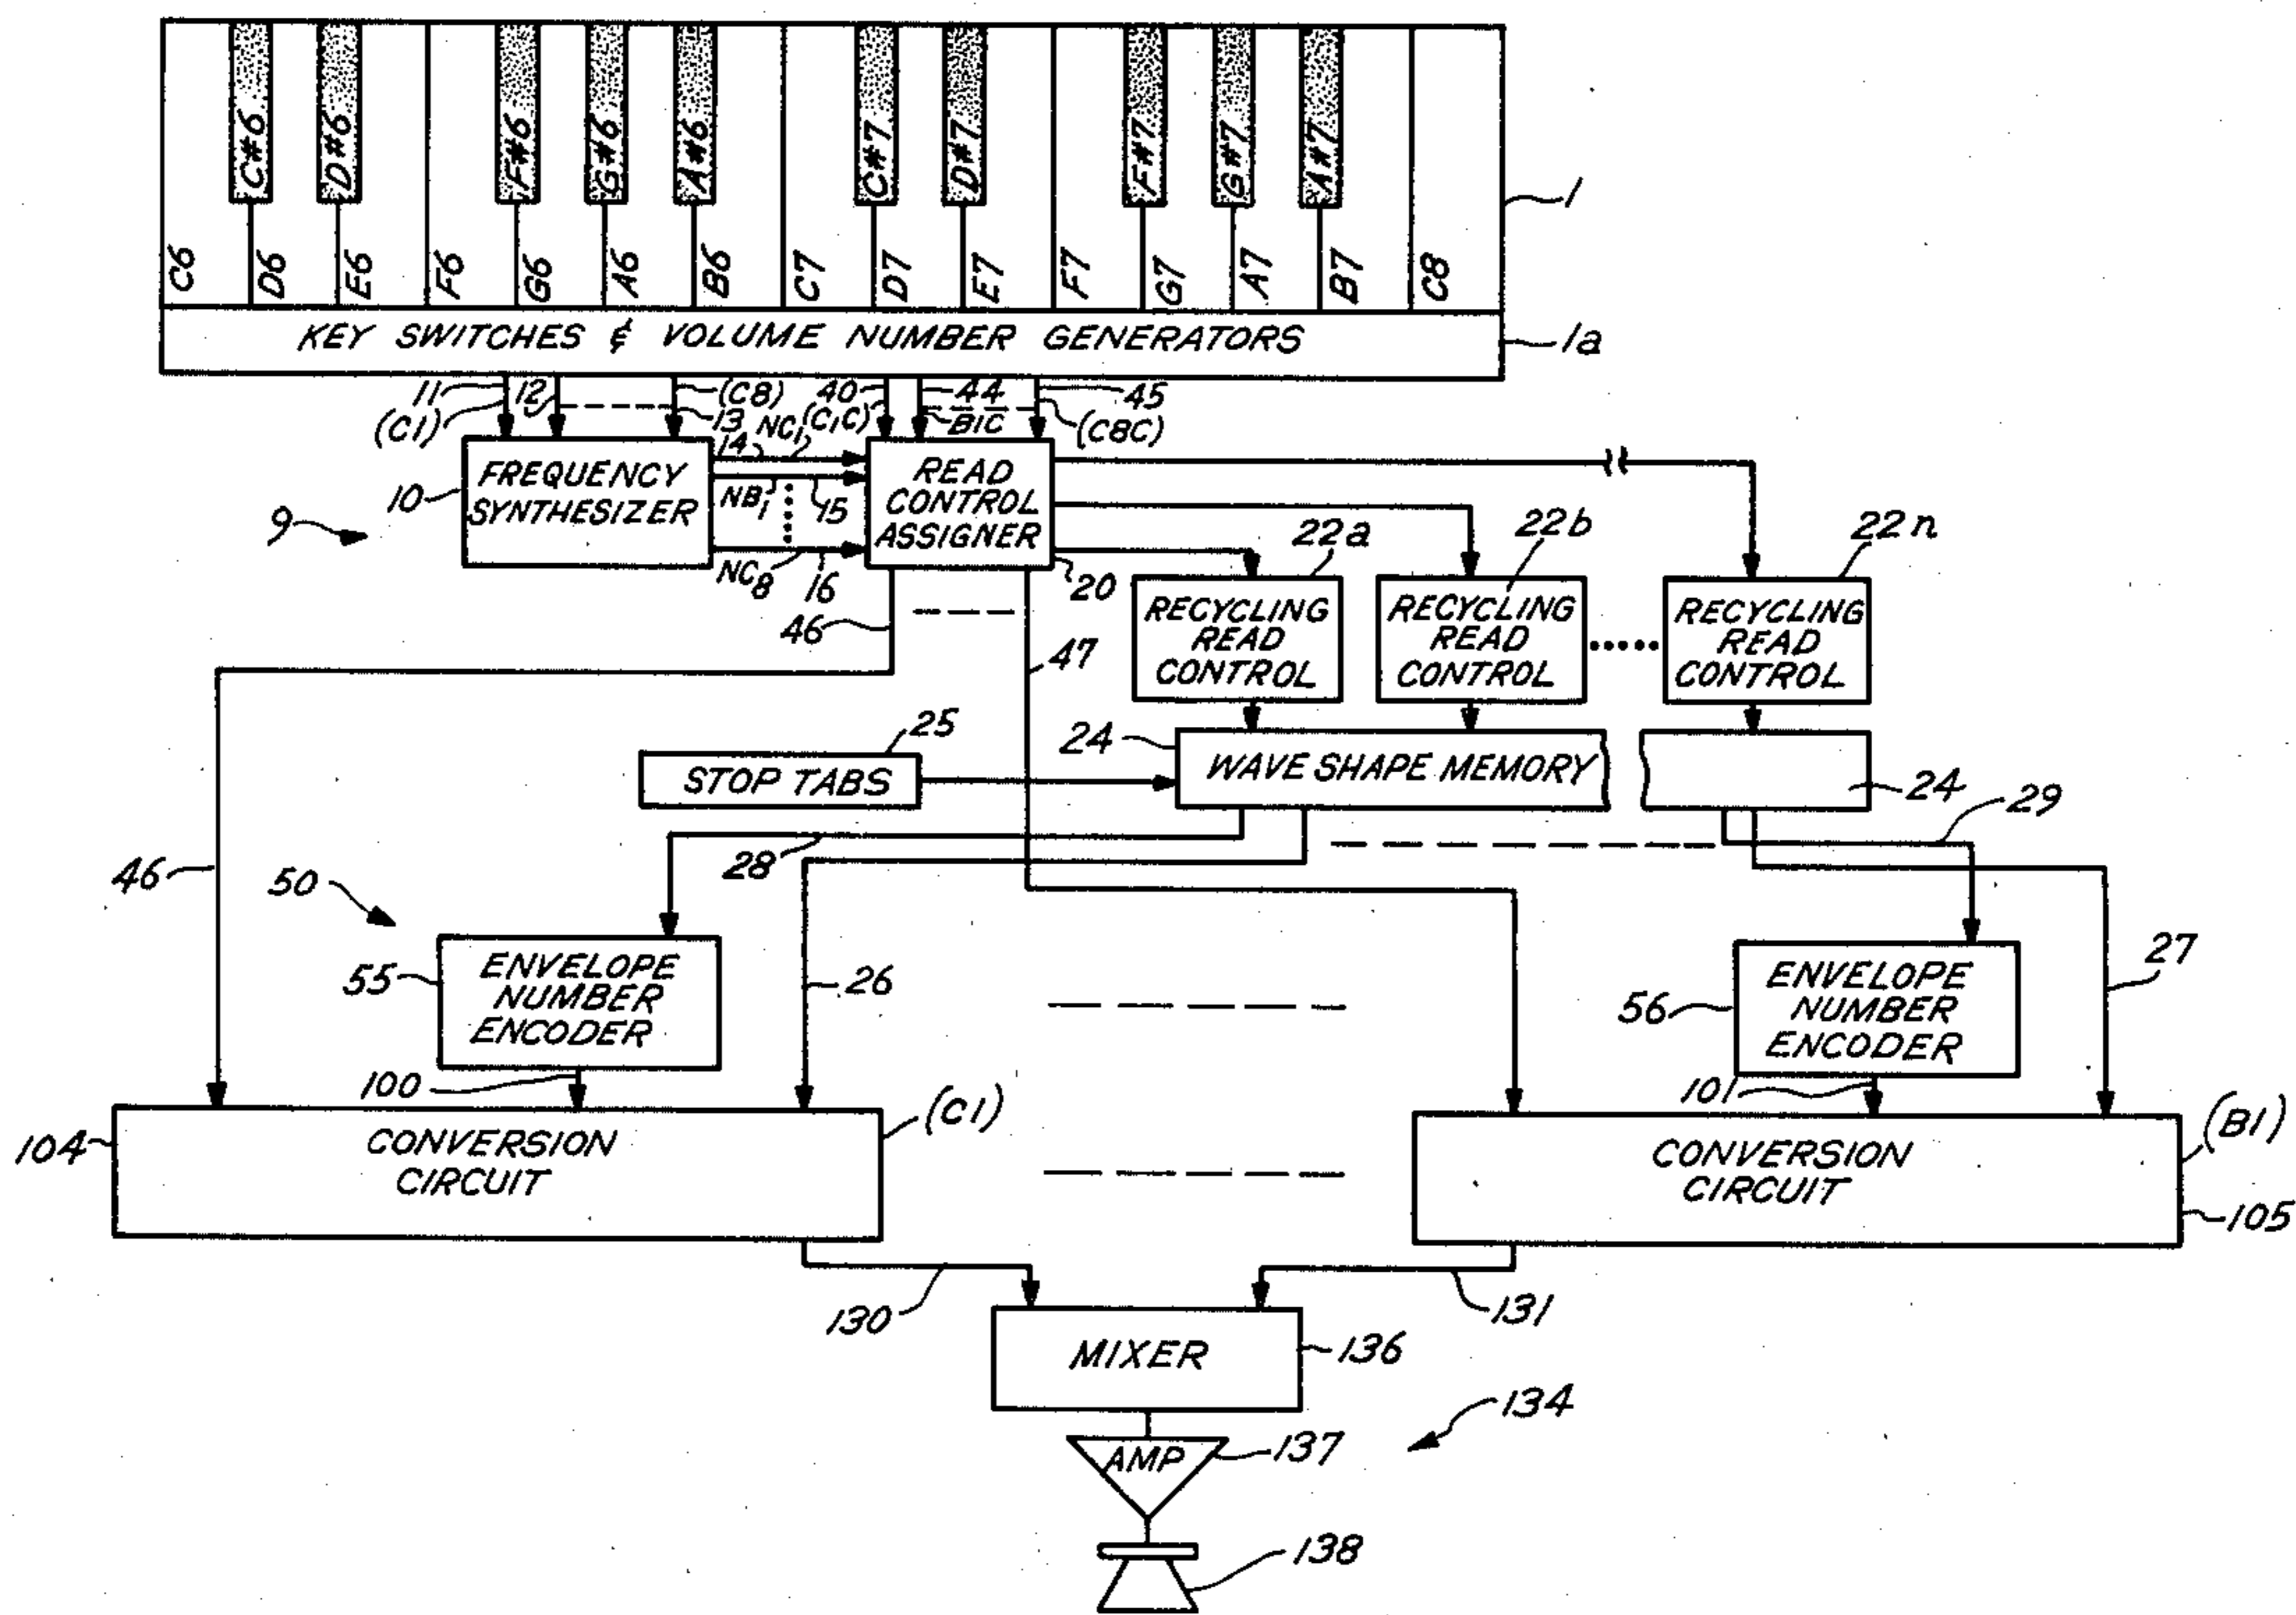 C#6 D#6 F#6 G#6 A#6 C#7 D#7 F#7 G#7 A#7
1
C6 D6 E6 F6 G6 A6 B6 C7 D7 E7 F7 G7 A7 B7 C8
KEY SWITCHES & VOLUME NUMBER GENERATORS
1a
11 12 (C8) 40 44 45
(C1) 13 NC1 (C1C) B1C (C8C)
14
FREQUENCY
SYNTHESIZER
10
NB1 15
NC8 16
READ
CONTROL
ASSIGNER
20
9
22a 22b 22n
RECYCLING
READ
CONTROL
RECYCLING
READ
CONTROL
RECYCLING
READ
CONTROL
46 47
25
STOP TABS
24
WAVE SHAPE MEMORY
24 29
28
46
50
55
ENVELOPE
NUMBER
ENCODER
26
27
56
ENVELOPE
NUMBER
ENCODER
100
101
(C1)
(B1)
104
CONVERSION
CIRCUIT
CONVERSION
CIRCUIT
105
130
131
MIXER
136
134
AMP
137
138